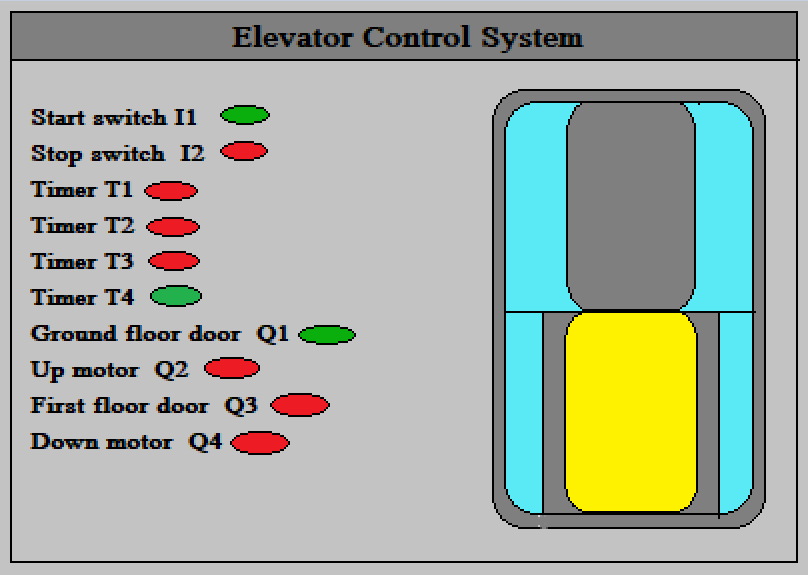 Elevator Control System
Start switch I1
Stop switch I2
Timer T1
Timer T2
Timer T3
Timer T4
Ground floor door Q1
Up motor Q2
First floor door Q3
Down motor Q4